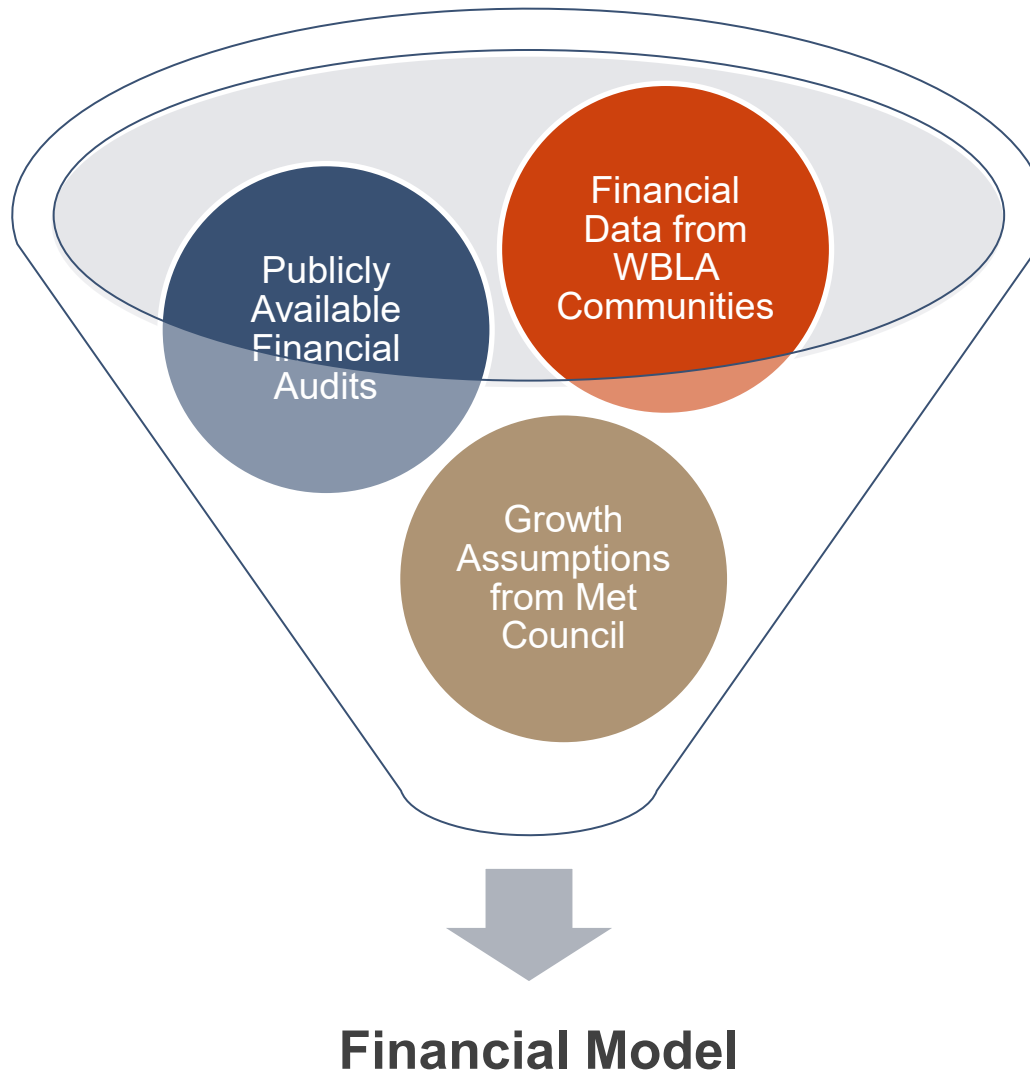 Publicly
Available
Financial
Audits
Financial
Data from
WBLA
Communities
Growth
Assumptions
from Met
Council
Financial Model